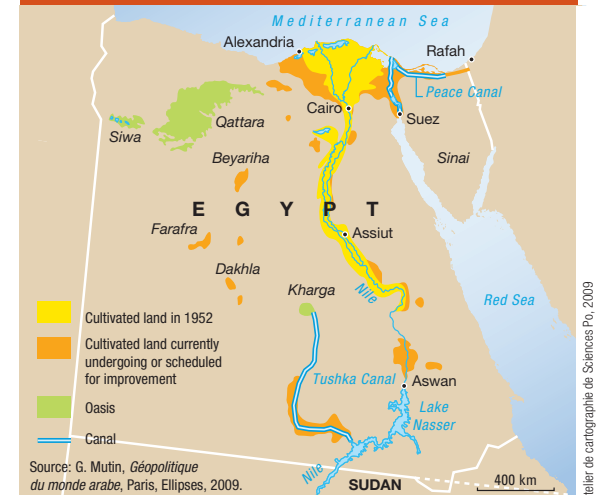 Mediterranean Sea
Alexandria
Rafah
Peace Canal
Cairo
Suez
Siwa
Qattara
Sinai
Beyariha
EGYPT
Farafra
Assiut
Dakhla
Kharga
Nile
Red Sea
Cultivated land in 1952
Cultivated land currently
undergoing or scheduled
for improvement
Tushka Canal
Aswan
Oasis
Lake
Nasser
Canal
Source: G. Mutin, Géopolitique
du monde arabe, Paris, Ellipses, 2009.
Nile
SUDAN
400 km
telier de cartographie de Sciences Po, 2009